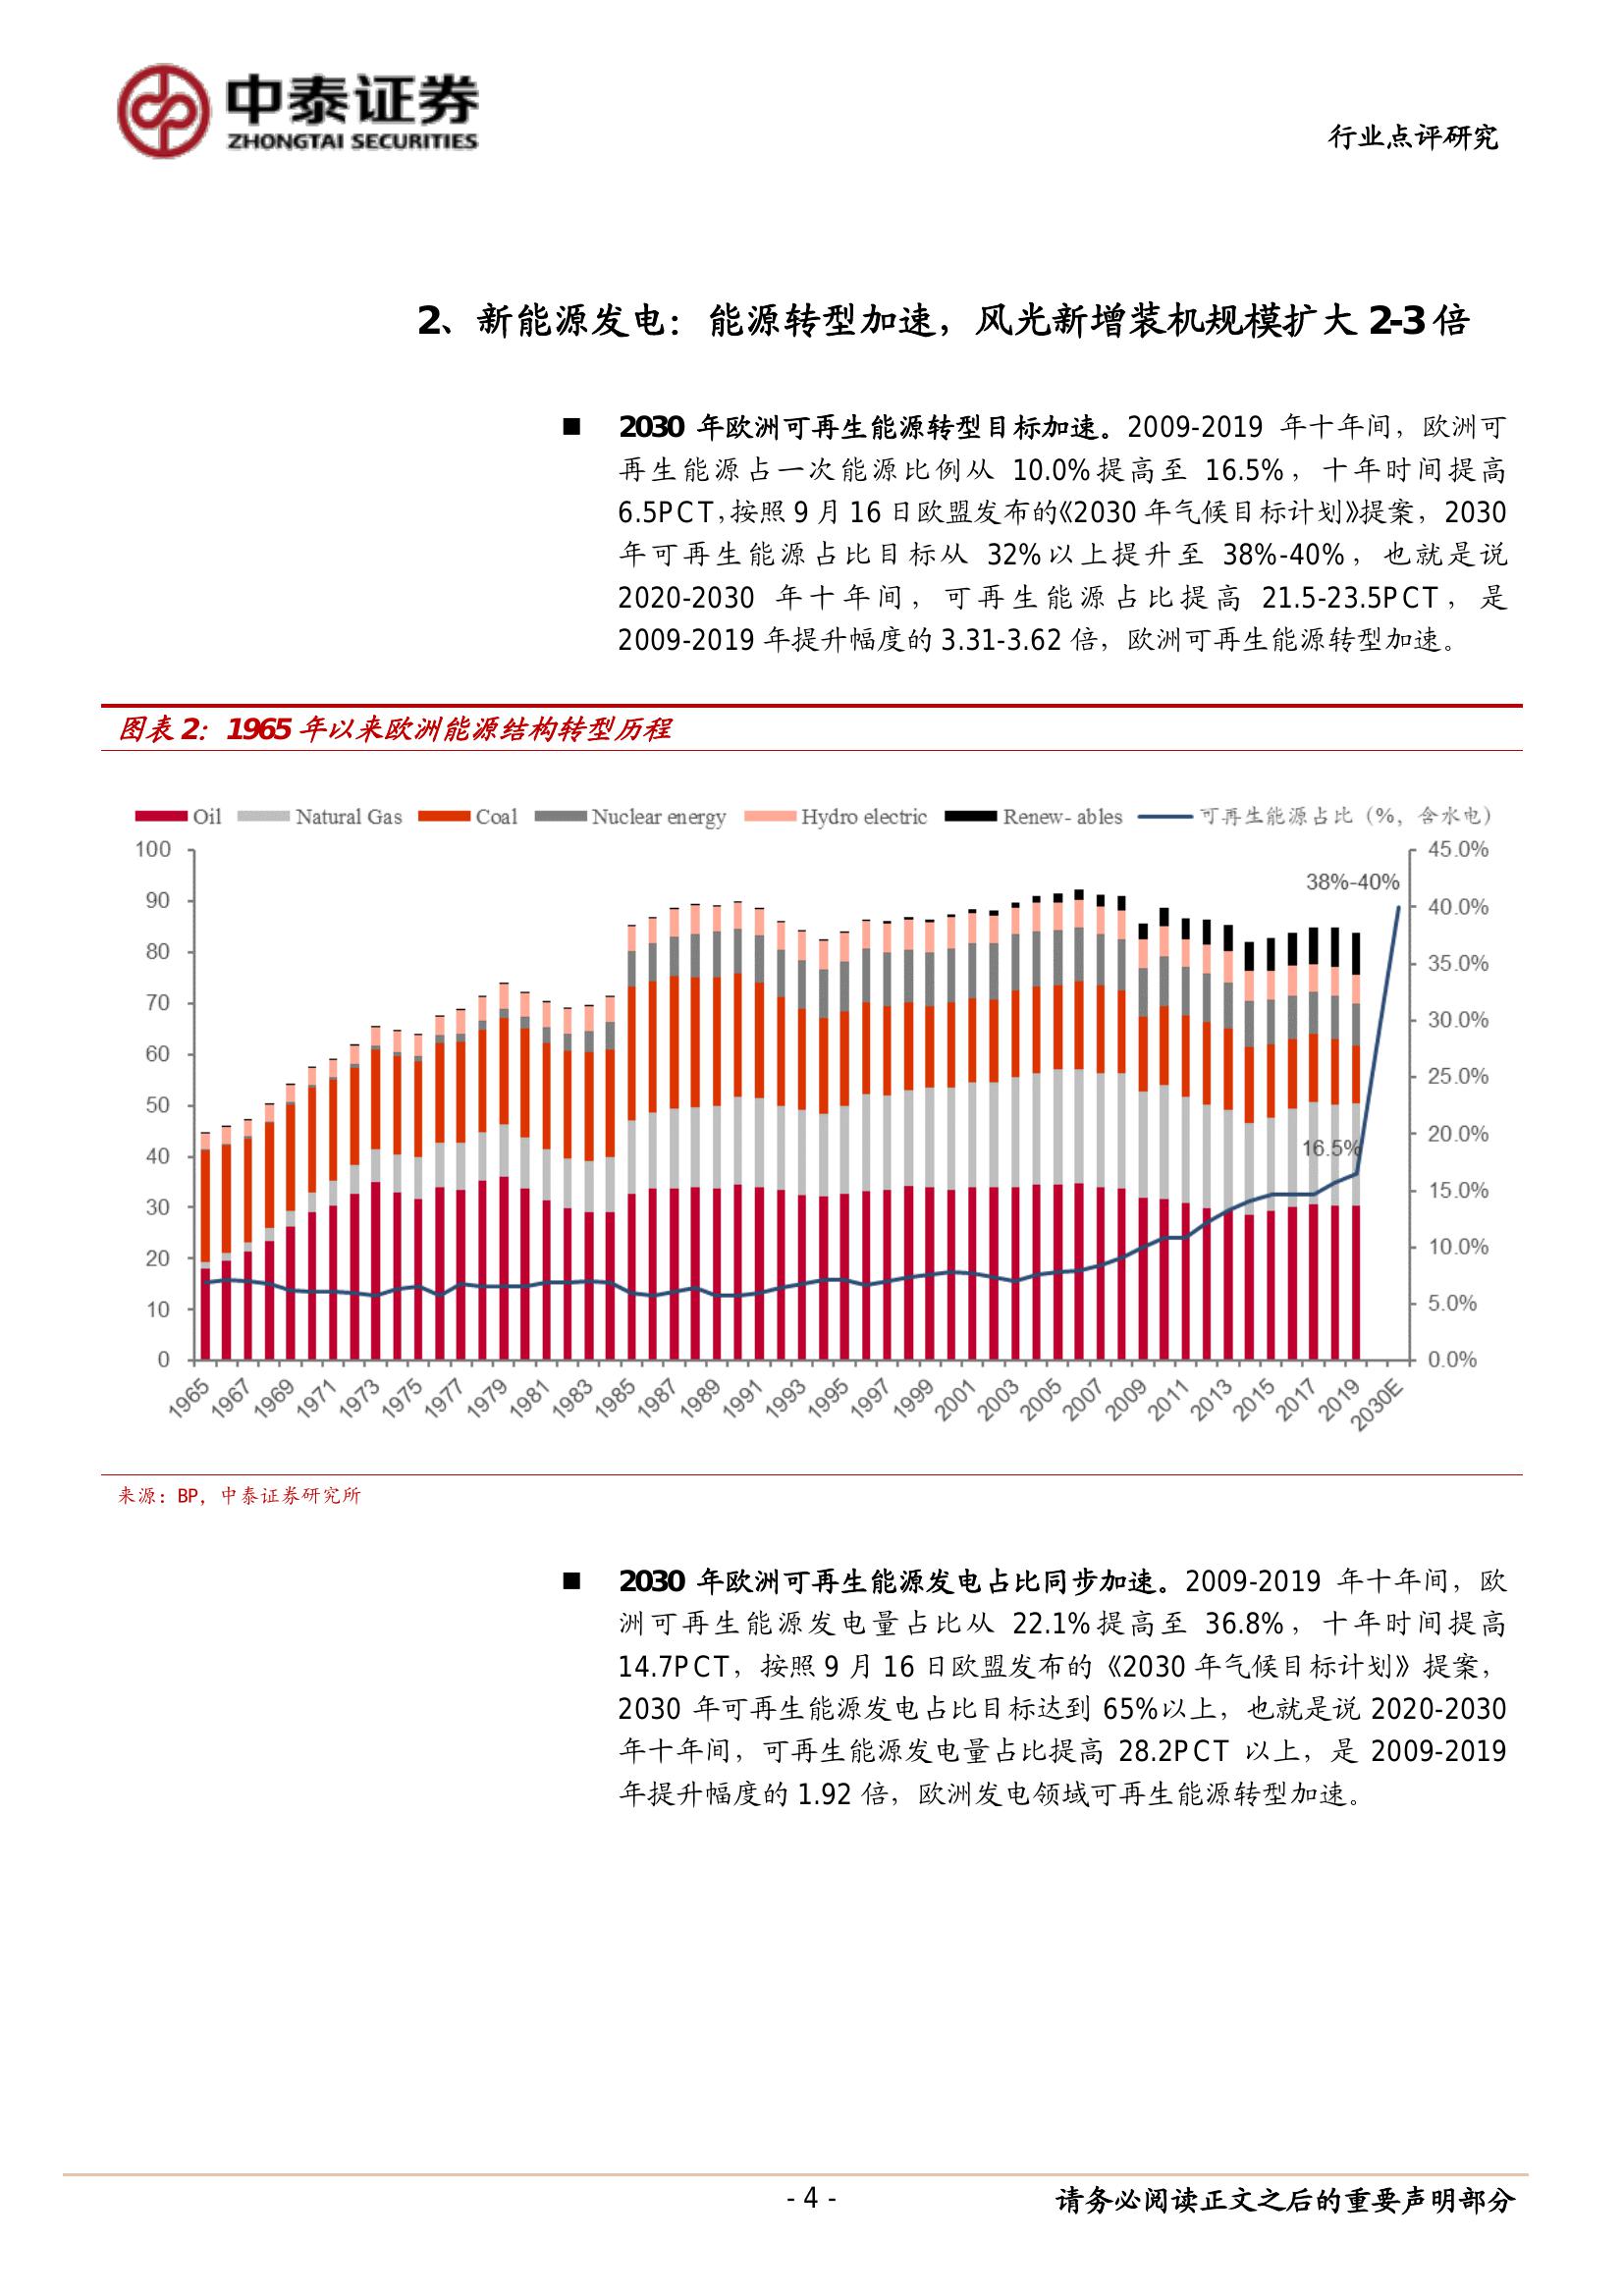 中泰证券
ZHONGTAI SECURITIES
行业点评研究
2、新能源发电：能源转型加速，风光新增装机规模扩大 2-3 倍
■ 2030 年欧洲可再生能源转型目标加速。2009-2019 年十年间，欧洲可
再生能源占一次能源比例从 10.0%提高至 16.5%，十年时间提高
6.5PCT，按照 9 月 16 日欧盟发布的《2030 年气候目标计划》提案，2030
年可再生能源占比目标从 32%以上提升至 38%-40%，也就是说
2020-2030 年十年间，可再生能源占比提高 21.5-23.5PCT，是
2009-2019 年提升幅度的 3.31-3.62 倍，欧洲可再生能源转型加速。
图表 2：1965 年以来欧洲能源结构转型历程
Oil Natural Gas Coal Nuclear energy Hydro electric Renew- ables 可再生能源占比（%，含水电）
100 45.0%
38%-40%
90 40.0%
80 35.0%
70
60 30.0%
50 25.0%
40 20.0%
16.5%
30 15.0%
20 10.0%
10 5.0%
0 0.0%
1965 1967 1969 1971 1973 1975 1977 1979 1981 1983 1985 1987 1989 1991 1993 1995 1997 1999 2001 2003 2005 2007 2009 2011 2013 2015 2017 2019 2030E
来源：BP，中泰证券研究所
■ 2030 年欧洲可再生能源发电占比同步加速。2009-2019 年十年间，欧
洲可再生能源发电量占比从 22.1%提高至 36.8%，十年时间提高
14.7PCT，按照 9 月 16 日欧盟发布的《2030 年气候目标计划》提案，
2030 年可再生能源发电占比目标达到 65%以上，也就是说 2020-2030
年十年间，可再生能源发电量占比提高 28.2PCT 以上，是 2009-2019
年提升幅度的 1.92 倍，欧洲发电领域可再生能源转型加速。
- 4 -
请务必阅读正文之后的重要声明部分